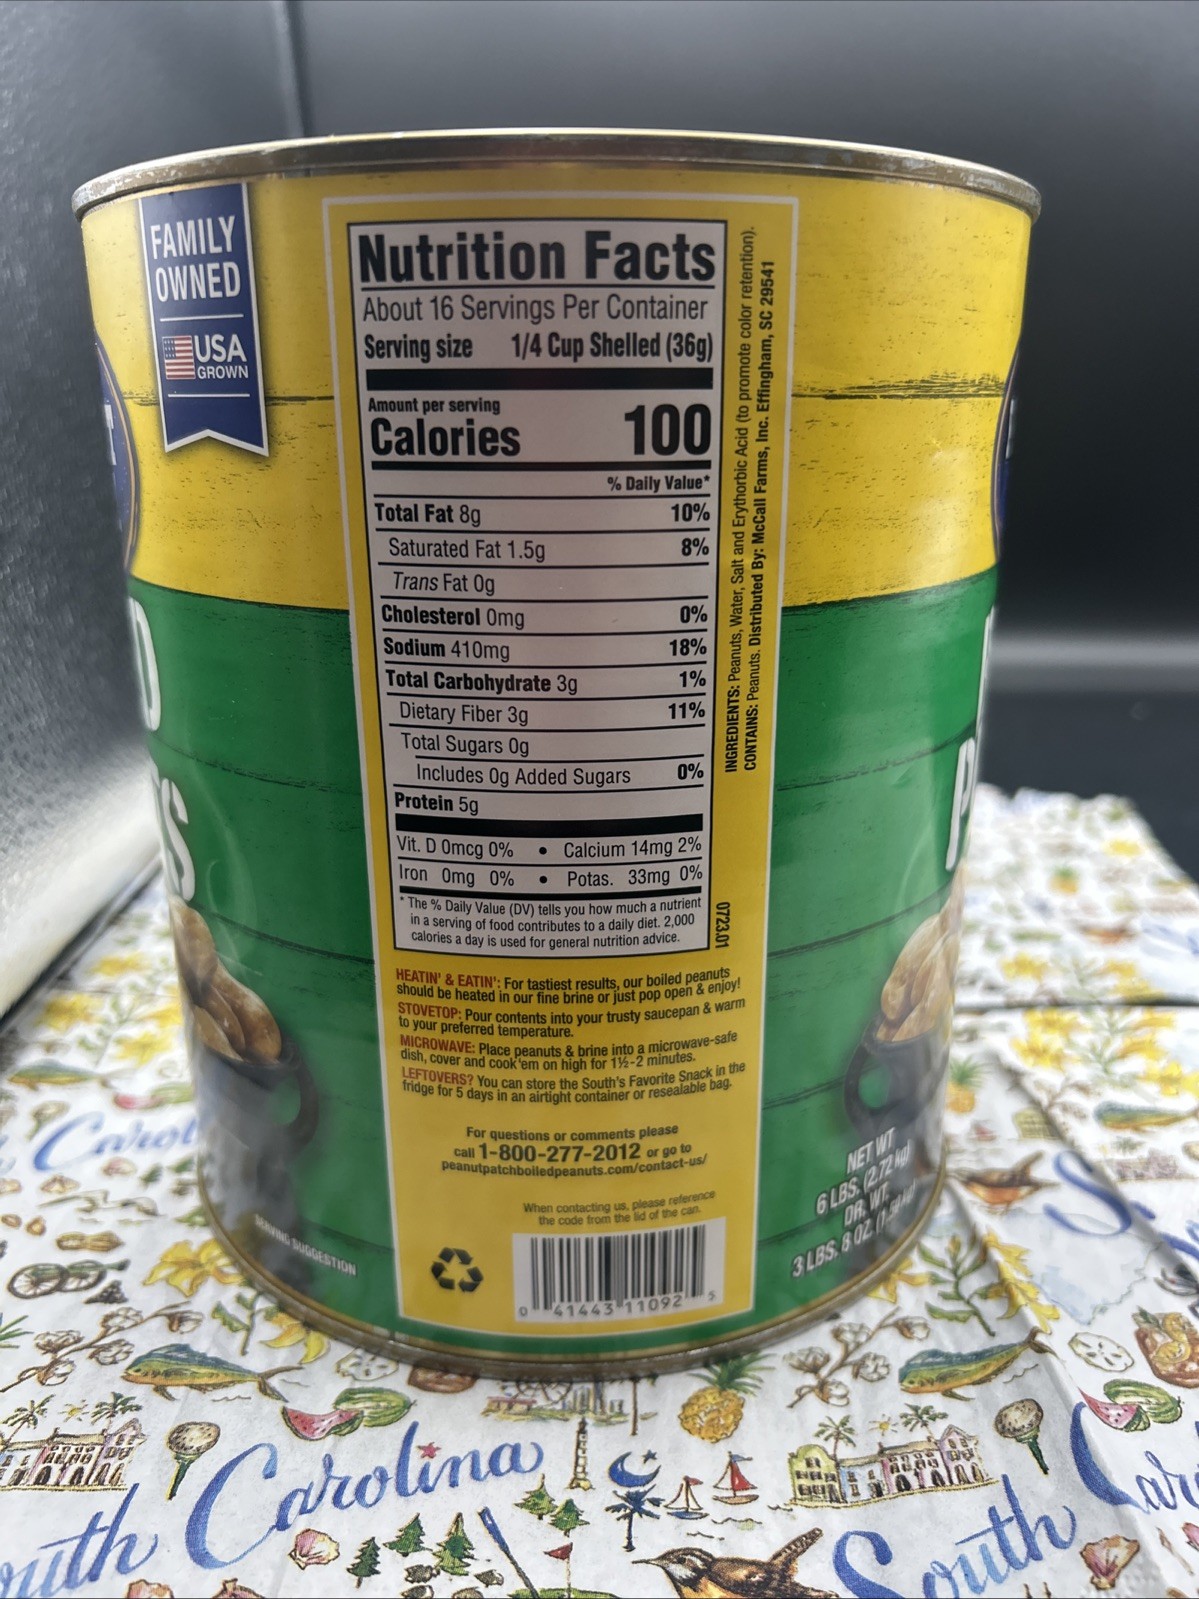 FAMILY
OWNED
USA
GROWN
Nutrition Facts
About 16 Servings Per Container
Serving size 1/4 Cup Shelled (36g)
Amount per serving
Calories 100
% Daily Value*
Total Fat 8g 10%
Saturated Fat 1.5g 8%
Trans Fat 0g
Cholesterol 0mg 0%
Sodium 410mg 18%
Total Carbohydrate 3g 1%
Dietary Fiber 3g 11%
Total Sugars 0g
Includes 0g Added Sugars 0%
Protein 5g
Vit. D 0mcg 0% • Calcium 14mg 2%
Iron 0mg 0% • Potas. 33mg 0%
* The % Daily Value (DV) tells you how much a nutrient
in a serving of food contributes to a daily diet. 2,000
calories a day is used for general nutrition advice.
INGREDIENTS: Peanuts, Water, Salt and Erythorbic Acid (to promote color retention).
CONTAINS: Peanuts. Distributed By: McCall Farms, Inc. Effingham, SC 29541
0723.01
HEATIN' & EATIN': For tastiest results, our boiled peanuts
should be heated in our fine brine or just pop open & enjoy!
STOVETOP: Pour contents into your trusty saucepan & warm
to your preferred temperature.
MICROWAVE: Place peanuts & brine into a microwave-safe
dish, cover and cook 'em on high for 1½-2 minutes.
LEFTOVERS? You can store the South's Favorite Snack in the
fridge for 5 days in an airtight container or resealable bag.
For questions or comments please
call 1-800-277-2012 or go to
peanutpatchboiledpeanuts.com/contact-us/
When contacting us, please reference
the code from the lid of the can.
0 41443 11092 5
SERVING SUGGESTION
NET WT
6 LBS. (2.72 kg)
DR. WT.
3 LBS. 8 OZ.
Carolina
South
South